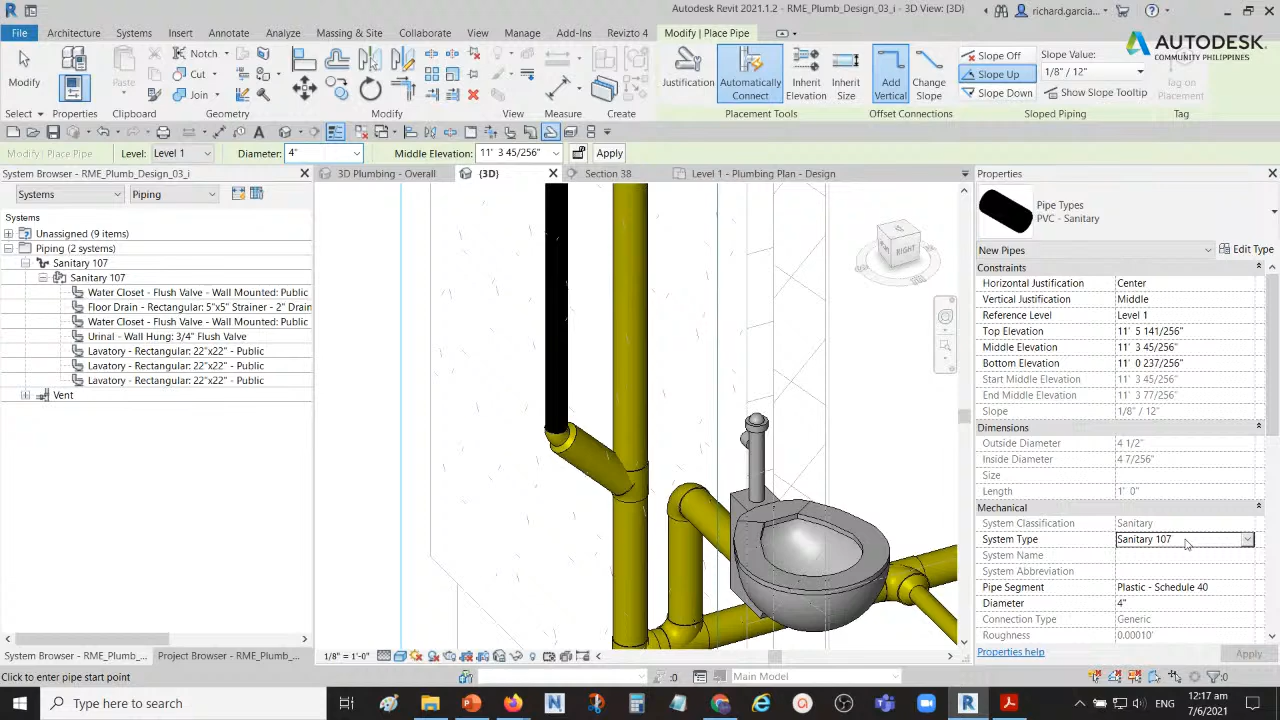 Autodesk Revit 2021.1.2 - RME_Plumb_Design_03_i - 3D View: {3D}
richard.garcia...
File Architecture Systems Insert Annotate Analyze Massing & Site Collaborate View Manage Add-Ins Revizto 4 Modify | Place Pipe
AUTODESK
COMMUNITY PHILIPPINES
Modify Paste Notch Cut Join Justification Automatically Connect Inherit Elevation Inherit Size Add Vertical Change Slope Slope Off Slope Value: Tag on Placement
Slope Up 1/8" / 12"
Slope Down Show Slope Tooltip
Select Properties Clipboard Geometry Modify View Measure Create Placement Tools Offset Connections Sloped Piping Tag
Modify | Place Pipe Level: Level 1 Diameter: 4" Middle Elevation: 11' 3 45/256" Apply
System Browser - RME_Plumb_Design_03_i
3D Plumbing - Overall {3D} Section 38 Level 1 - Plumbing Plan - Design
Systems Piping
Systems
Unassigned (9 items)
Piping (2 systems)
Sanitary 107
Sanitary 107
Water Closet - Flush Valve - Wall Mounted: Public
Floor Drain - Rectangular: 5"x5" Strainer - 2" Drain
Water Closet - Flush Valve - Wall Mounted: Public
Urinal - Wall Hung: 3/4" Flush Valve
Lavatory - Rectangular: 22"x22" - Public
Lavatory - Rectangular: 22"x22" - Public
Lavatory - Rectangular: 22"x22" - Public
Vent
RIGHT
Properties
Pipe Types
PVC - Sanitary
New Pipes Edit Type
Constraints
Horizontal Justification Center
Vertical Justification Middle
Reference Level Level 1
Top Elevation 11' 5 141/256"
Middle Elevation 11' 3 45/256"
Bottom Elevation 11' 0 237/256"
Start Middle Elevation 11' 3 45/256"
End Middle Elevation 11' 3 77/256"
Slope 1/8" / 12"
Dimensions
Outside Diameter 4 1/2"
Inside Diameter 4 7/256"
Size
Length 1' 0"
Mechanical
System Classification Sanitary
System Type Sanitary 107
System Name
System Abbreviation
Pipe Segment Plastic - Schedule 40
Diameter 4"
Connection Type Generic
Roughness 0.00010'
Properties help Apply
System Browser - RME_Plumb_... Project Browser - RME_Plumb_...
1/8" = 1'-0"
Click to enter pipe start point
:0 Main Model :0
Type here to search
ENG
12:17 am
7/6/2021